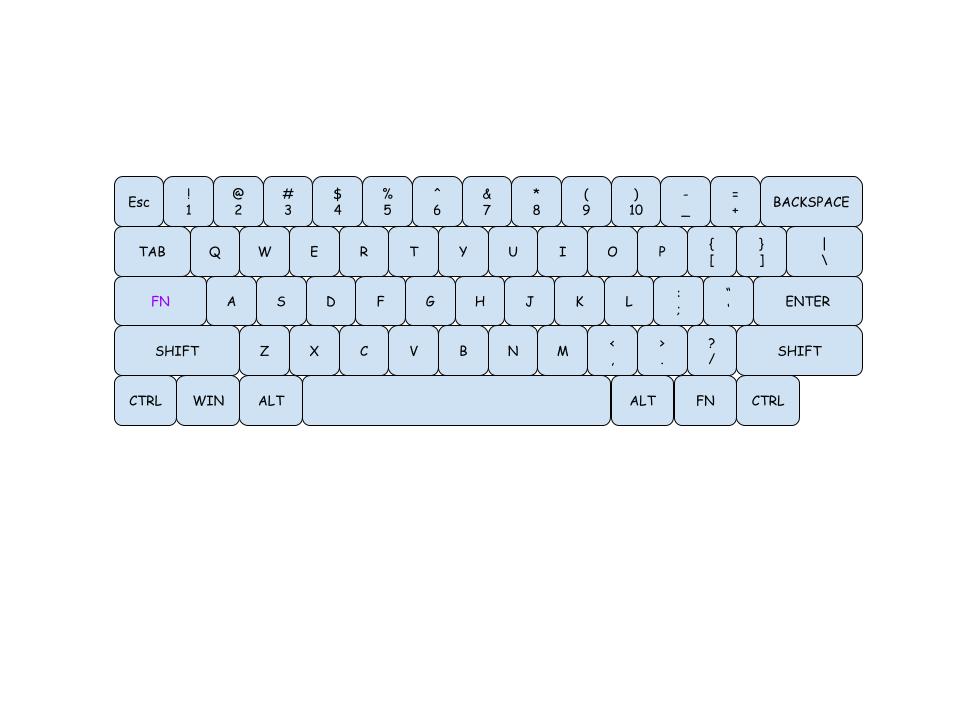 Esc ! @ # $ % ^ & * ( ) - = BACKSPACE
1 2 3 4 5 6 7 8 9 10 _ +
TAB Q W E R T Y U I O P { } |
[ ] \
FN A S D F G H J K L : “ ENTER
; '
SHIFT Z X C V B N M < > ? SHIFT
, . /
CTRL WIN ALT ALT FN CTRL